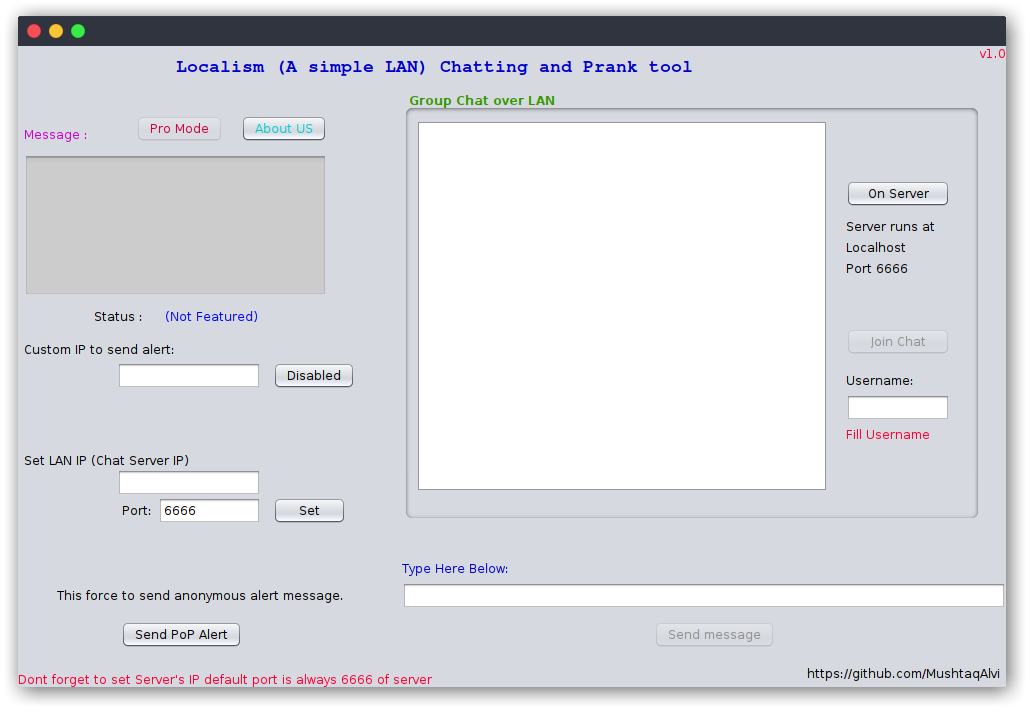 v1.0
Localism (A simple LAN) Chatting and Prank tool
Group Chat over LAN
Message :
Pro Mode
About US
On Server
Server runs at
Localhost
Port 6666
Status :
(Not Featured)
Custom IP to send alert:
Disabled
Join Chat
Username:
Fill Username
Set LAN IP (Chat Server IP)
Port:
6666
Set
Type Here Below:
This force to send anonymous alert message.
Send PoP Alert
Send message
https://github.com/MushtaqAlvi
Dont forget to set Server's IP default port is always 6666 of server